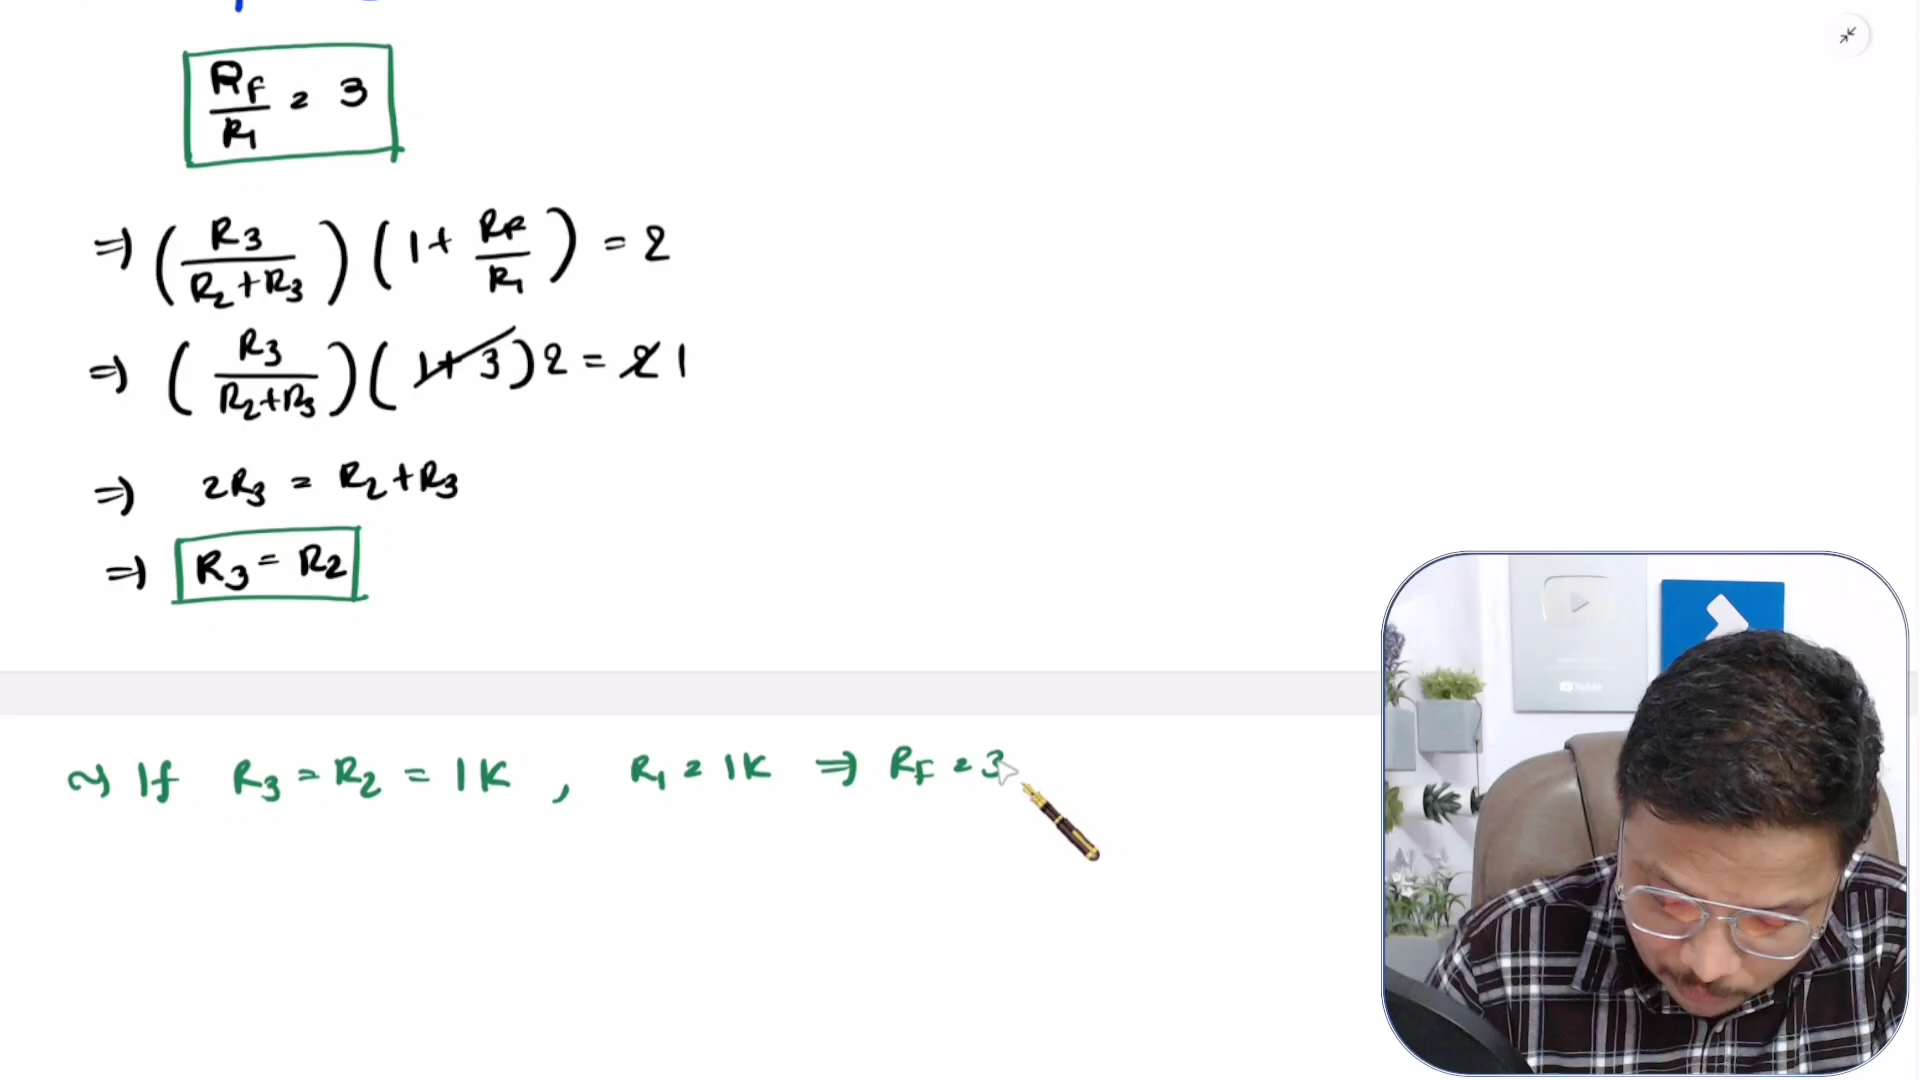 RF/R1 = 3
⇒ (R3/(R2+R3)) (1+ RF/R1) = 2
⇒ (R3/(R2+R3)) (1+3) 2 = 2 1
⇒ 2R3 = R2+R3
⇒ R3 = R2
~) If R3 = R2 = 1K , R1 = 1K ⇒ RF = 3
YouTube